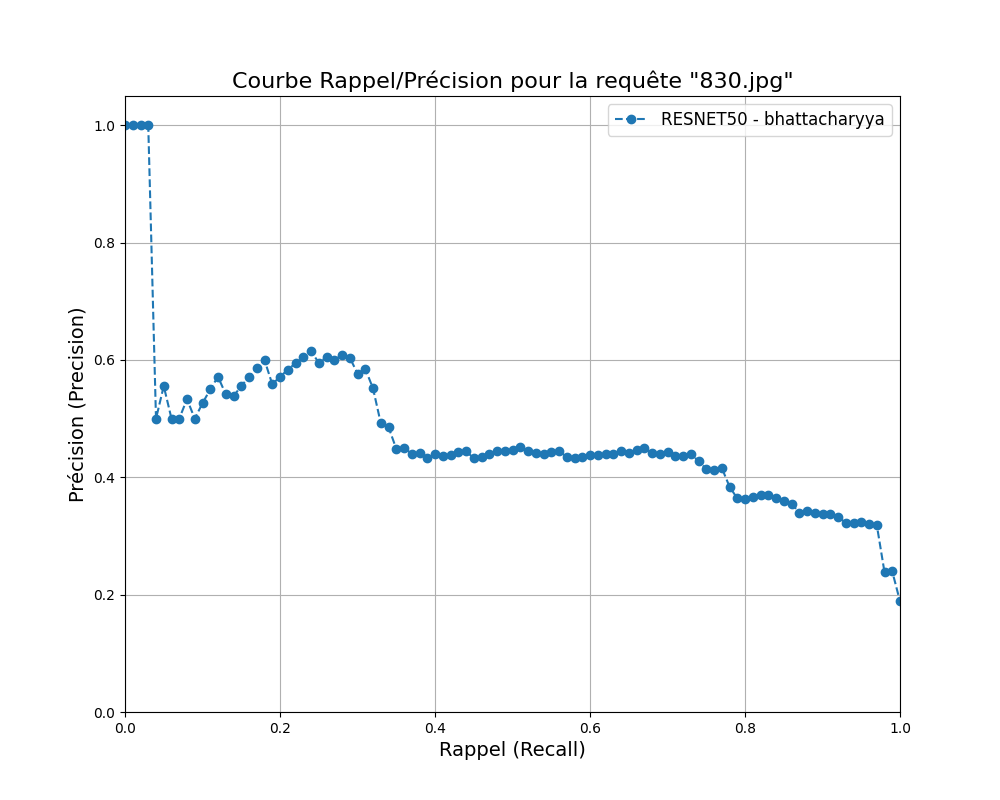 Courbe Rappel/Précision pour la requête "830.jpg"
RESNET50 - bhattacharyya
1.0
0.8
0.6
0.4
0.2
0.0
Précision (Precision)
0.0 0.2 0.4 0.6 0.8 1.0
Rappel (Recall)